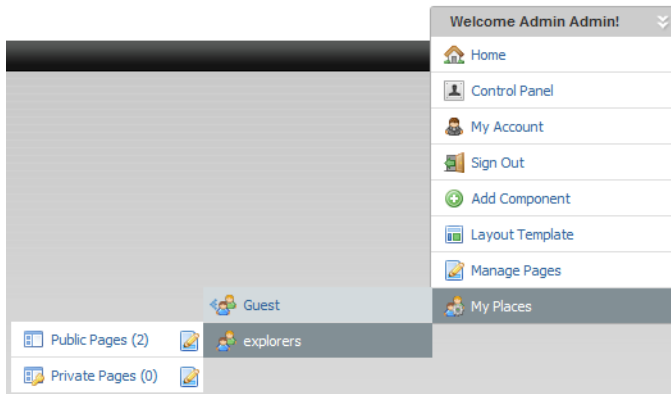 Welcome Admin Admin!
Home
Control Panel
My Account
Sign Out
Add Component
Layout Template
Manage Pages
My Places
Guest
explorers
Public Pages (2)
Private Pages (0)